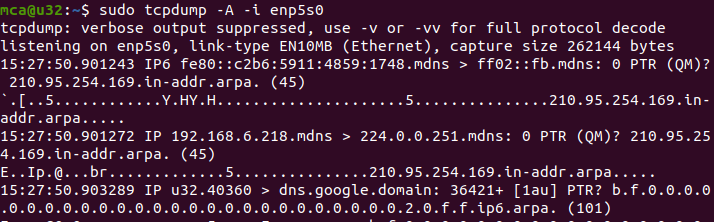 mca@u32:~$ sudo tcpdump -A -i enp5s0
tcpdump: verbose output suppressed, use -v or -vv for full protocol decode
listening on enp5s0, link-type EN10MB (Ethernet), capture size 262144 bytes
15:27:50.901243 IP6 fe80::c2b6:5911:4859:1748.mdns > ff02::fb.mdns: 0 PTR (QM)?
210.95.254.169.in-addr.arpa. (45)
`.[..5............Y.HY.H.....................5...............210.95.254.169.in-
addr.arpa.....
15:27:50.901272 IP 192.168.6.218.mdns > 224.0.0.251.mdns: 0 PTR (QM)? 210.95.25
4.169.in-addr.arpa. (45)
E..Ip.@...br.............5...............210.95.254.169.in-addr.arpa.....
15:27:50.903289 IP u32.40360 > dns.google.domain: 36421+ [1au] PTR? b.f.0.0.0.0
.0.0.0.0.0.0.0.0.0.0.0.0.0.0.0.0.0.0.0.0.0.0.2.0.f.f.ip6.arpa. (101)